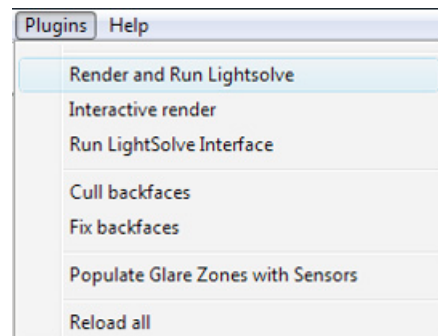 Plugins Help
Render and Run Lightsolve
Interactive render
Run LightSolve Interface
Cull backfaces
Fix backfaces
Populate Glare Zones with Sensors
Reload all